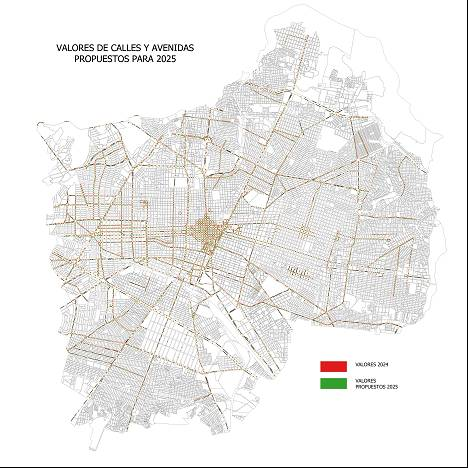 VALORES DE CALLES Y AVENIDAS
PROPUESTOS PARA 2025
VALORES 2024
VALORES
PROPUESTOS 2025